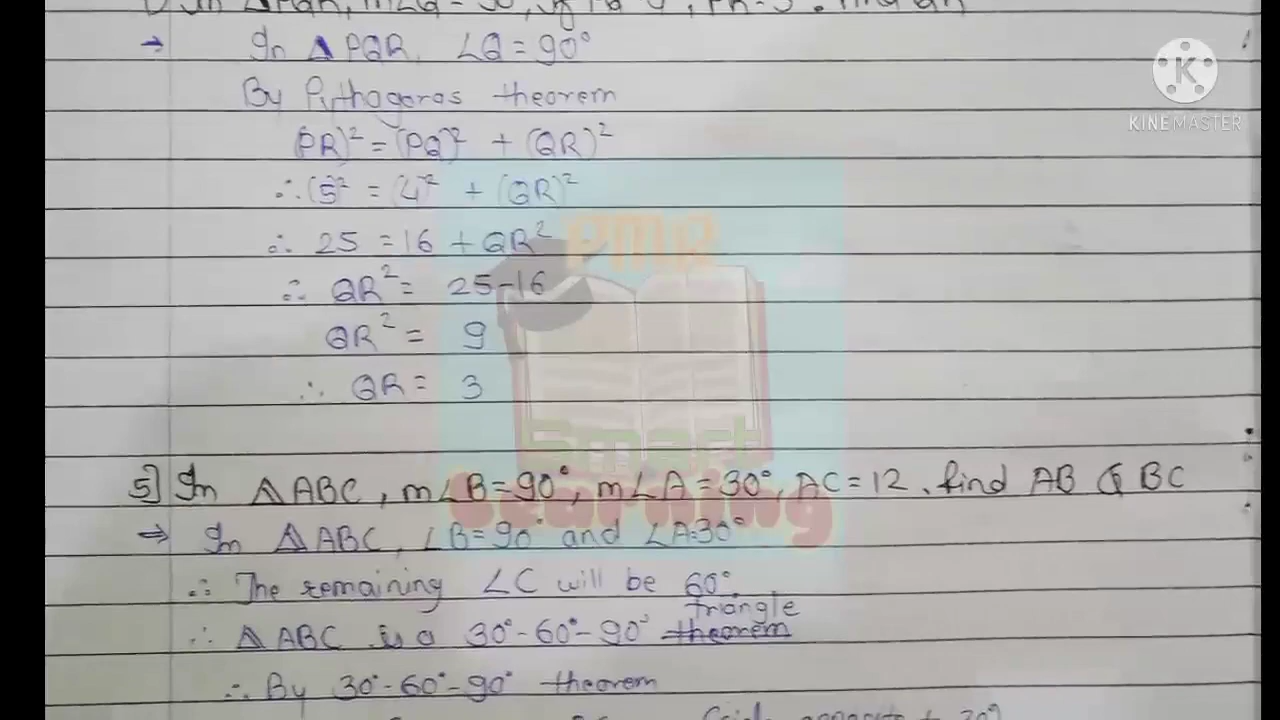 In △PQR, ∠Q = 90°
By Pythagoras theorem
(PR)² = (PQ)² + (QR)²
∴ (5)² = (4)² + (QR)²
∴ 25 = 16 + QR²
∴ QR² = 25-16
QR² = 9
∴ QR = 3
5] In △ABC, m∠B=90°, m∠A=30°, AC=12. find AB & BC
⇒ In △ABC, ∠B=90° and ∠A=30°
∴ The remaining ∠C will be 60°.
triangle
∴ △ABC is a 30°-60°-90° theorem
∴ By 30°-60°-90° theorem
KINEMASTER
PMR
Smart
Learning